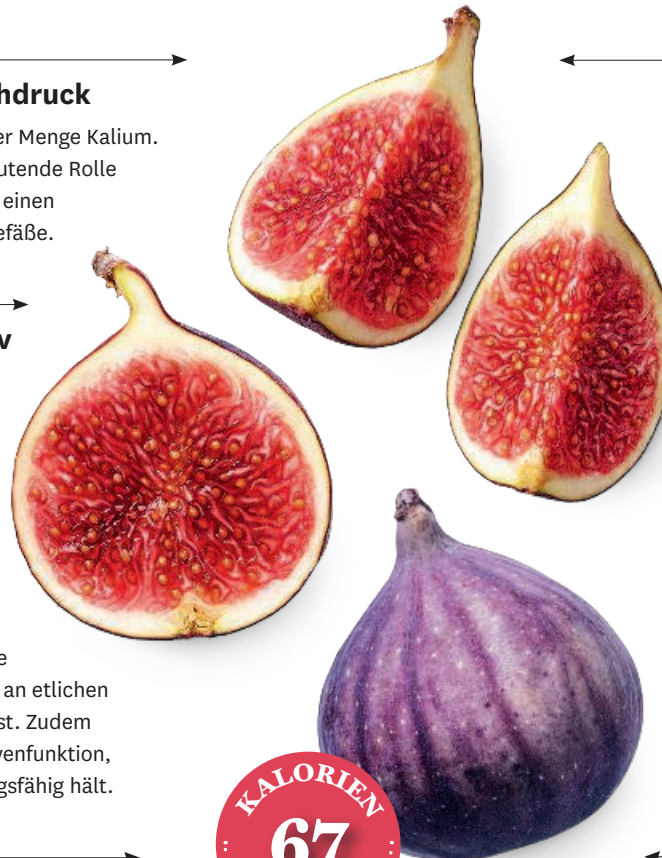 hdruck
er Menge Kalium.
utende Rolle
einen
efäße.
v
e
an etlichen
st. Zudem
venfunktion,
gsfähig hält.
KALORIEN
67